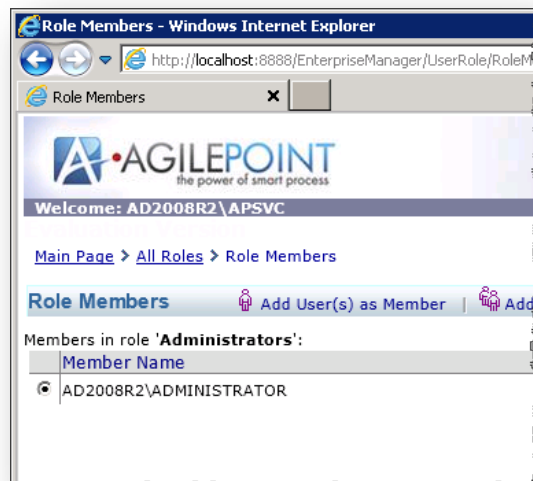 Role Members - Windows Internet Explorer
http://localhost:8888/EnterpriseManager/UserRole/RoleM
Role Members
AGILEPOINT
the power of smart process
Welcome: AD2008R2\APSVC
Main Page > All Roles > Role Members
Role Members Add User(s) as Member | Add
Members in role 'Administrators':
Member Name
AD2008R2\ADMINISTRATOR